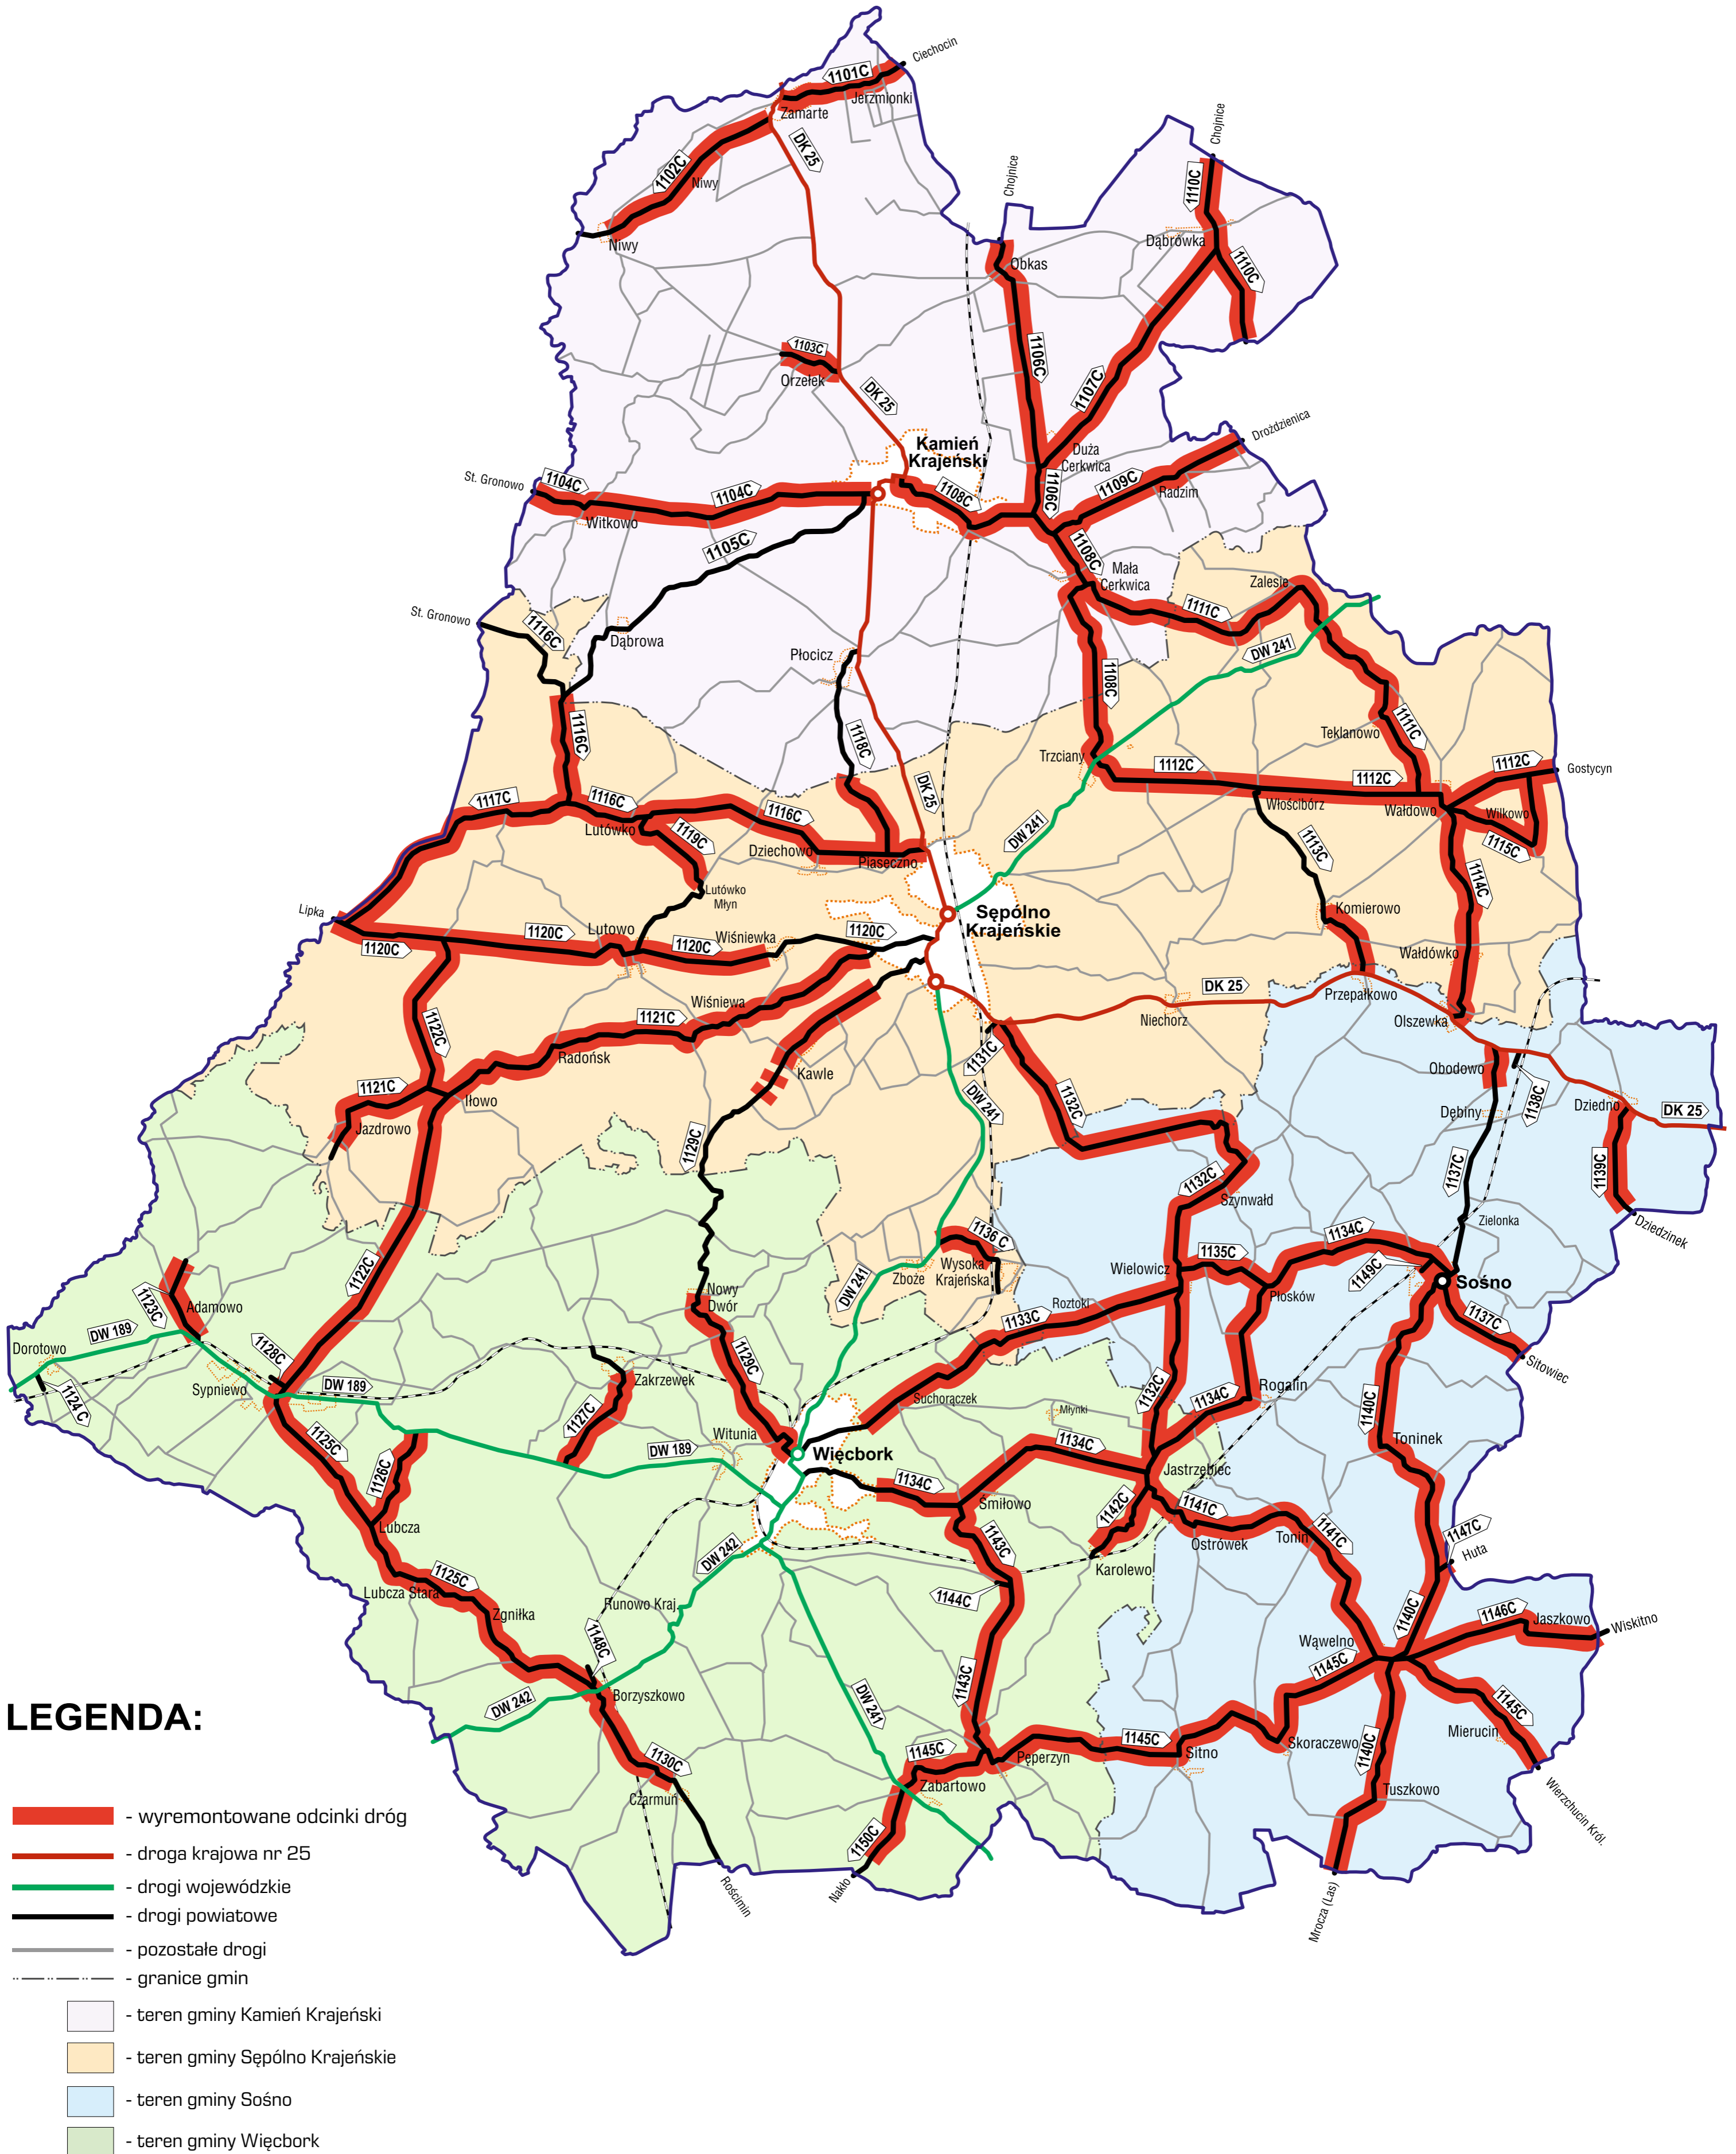 Ciechocin
1101C
Jerzmionki
Zamarte
DK 25
Chojnice
1102C
Niwy
Chojnice
1110C
Niwy
Dąbrówka
Obkas
1110C
1103C
1106C
Orzełek
DK 25
1107C
Drożdzienica
Kamień
Krajeński
Duża
Cerkwica
St. Gronowo
1104C
1104C
1108C
1106C
1109C
Radzim
Witkowo
1105C
1108C
Mała
Cerkwica
Zalesie
St. Gronowo
1116C
1111C
Dąbrowa
Płocicz
DW 241
1108C
1116C
1118C
1111C
Teklanowo
Trzciany
1112C
1112C
1112C
Gostycyn
DK 25
1117C
1116C
1116C
Włościbórz
Wałdowo
Wilkowo
Lutówko
1119C
DW 241
1115C
Dziechowo
Piaseczno
1113C
1114C
Lutówko
Młyn
Lipka
Komierowo
Sępólno
Krajeńskie
1120C
1120C
Lutowo
1120C
Wiśniewka
1120C
Wałdówko
DK 25
Przepałkowo
Wiśniewa
Niechorz
Olszewka
1122C
1121C
Radońsk
1131C
Obodowo
Kawle
1138C
1121C
Iłowo
DW 241
1132C
Dębiny
Dziedno
DK 25
Jazdrowo
1129C
1137C
1139C
1132C
Szynwałd
Zielonka
Dziedzinek
1136 C
1134C
Wysoka
Krajeńska
Zboże
Wielowicz
1135C
1149C
Sośno
1122C
Płosków
1123C
Adamowo
Nowy
Dwór
DW 241
Roztoki
1133C
1137C
DW 189
Dorotowo
1128C
1129C
Sitowiec
1124 C
Sypniewo
DW 189
Zakrzewek
Suchorączek
1132C
1134C
Rogalin
1127C
Młynki
1140C
1125C
Witunia
DW 189
Więcbork
1134C
Toninek
1126C
1134C
Jastrzębiec
Śmiłowo
1142C
1141C
Lubcza
1143C
Ostrówek
Tonin
1141C
1147C
Huta
DW 242
Karolewo
1125C
Lubcza Stara
1144C
Zgniłka
Runowo Kraj.
1140C
1146C
Jaszkowo
Wiskitno
1148C
Wąwelno
1145C
1143C
LEGENDA:
Borzyszkowo
DW 242
DW 241
1145C
Mierucin
1145C
Skoraczewo
1140C
1130C
1145C
Pęperzyn
Sitno
Zabartowo
Tuszkowo
Wierzchucin Król.
Czarmuń
1150C
Nakło
Rościmin
Mrocza (Las)
- wyremontowane odcinki dróg
- droga krajowa nr 25
- drogi wojewódzkie
- drogi powiatowe
- pozostałe drogi
- granice gmin
- teren gminy Kamień Krajeński
- teren gminy Sępólno Krajeńskie
- teren gminy Sośno
- teren gminy Więcbork